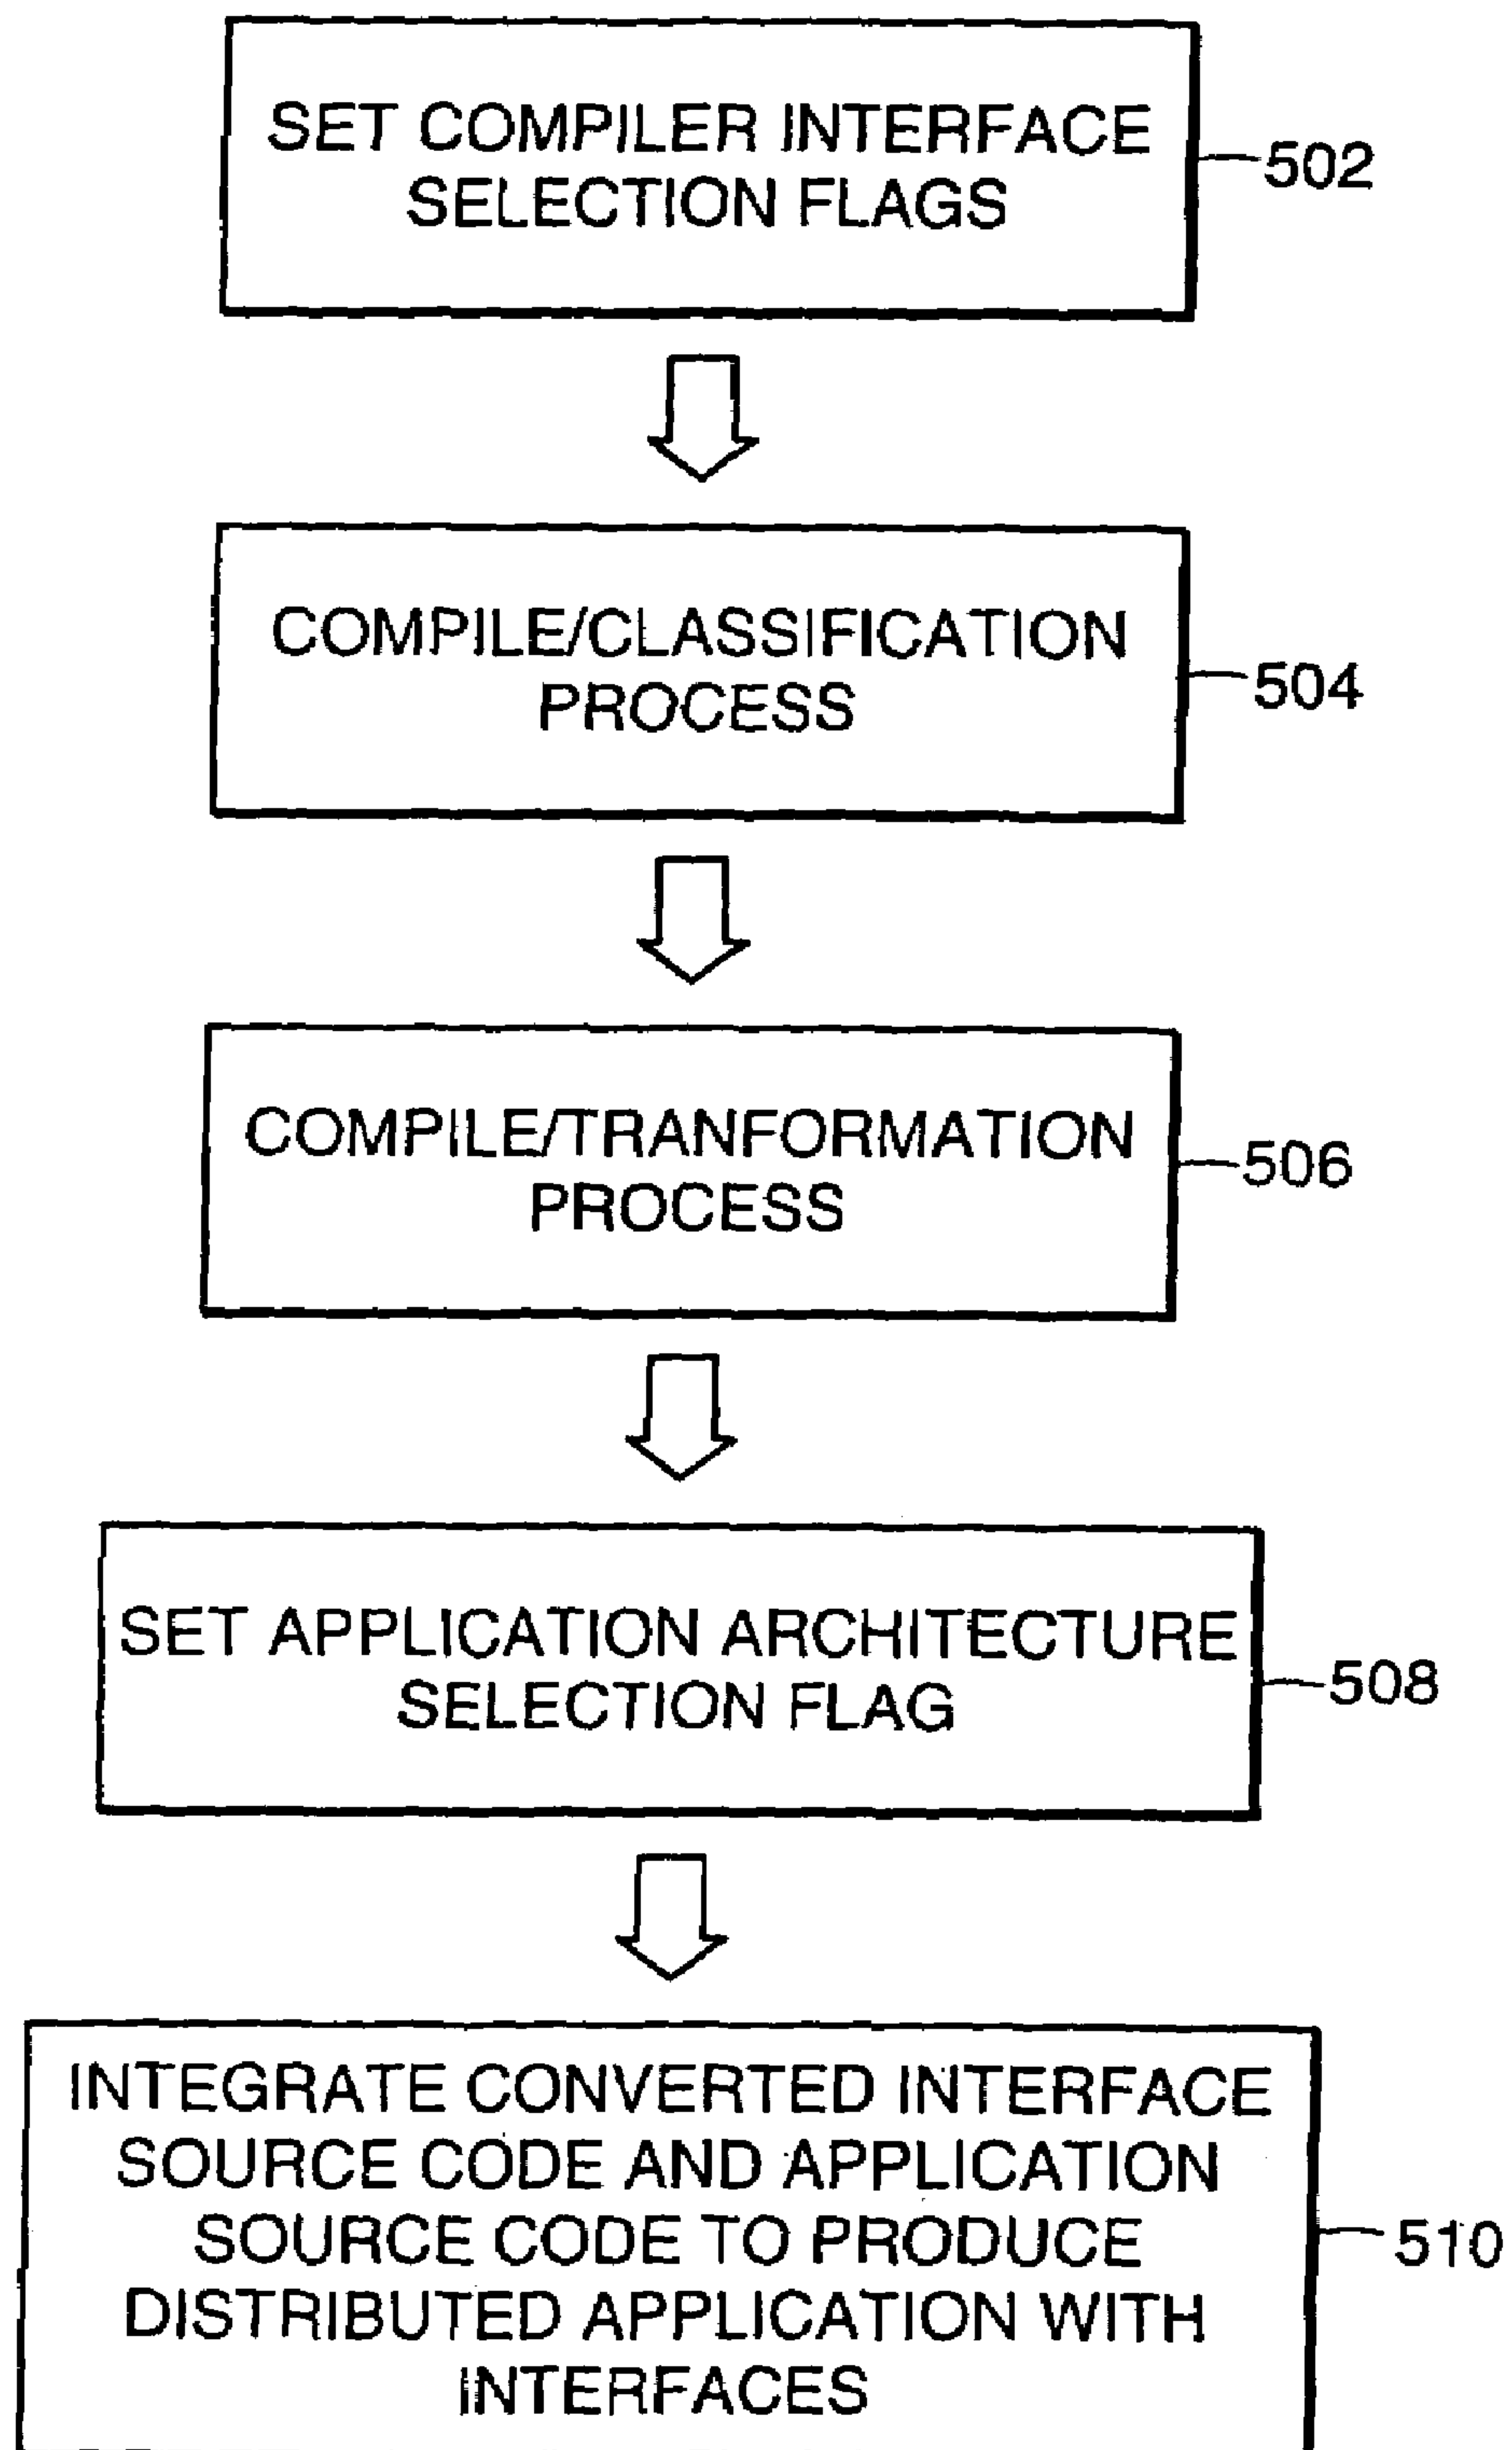 SET COMPILER INTERFACE
SELECTION FLAGS
502
COMPILE/CLASSIFICATION
PROCESS
504
COMPILE/TRANFORMATION
PROCESS
506
SET APPLICATION ARCHITECTURE
SELECTION FLAG
508
INTEGRATE CONVERTED INTERFACE
SOURCE CODE AND APPLICATION
SOURCE CODE TO PRODUCE
DISTRIBUTED APPLICATION WITH
INTERFACES
510